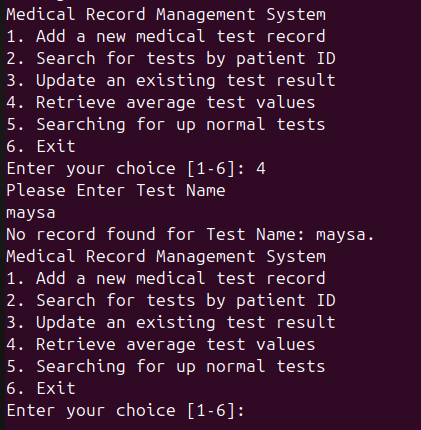 Medical Record Management System
1. Add a new medical test record
2. Search for tests by patient ID
3. Update an existing test result
4. Retrieve average test values
5. Searching for up normal tests
6. Exit
Enter your choice [1-6]: 4
Please Enter Test Name
maysa
No record found for Test Name: maysa.
Medical Record Management System
1. Add a new medical test record
2. Search for tests by patient ID
3. Update an existing test result
4. Retrieve average test values
5. Searching for up normal tests
6. Exit
Enter your choice [1-6]: